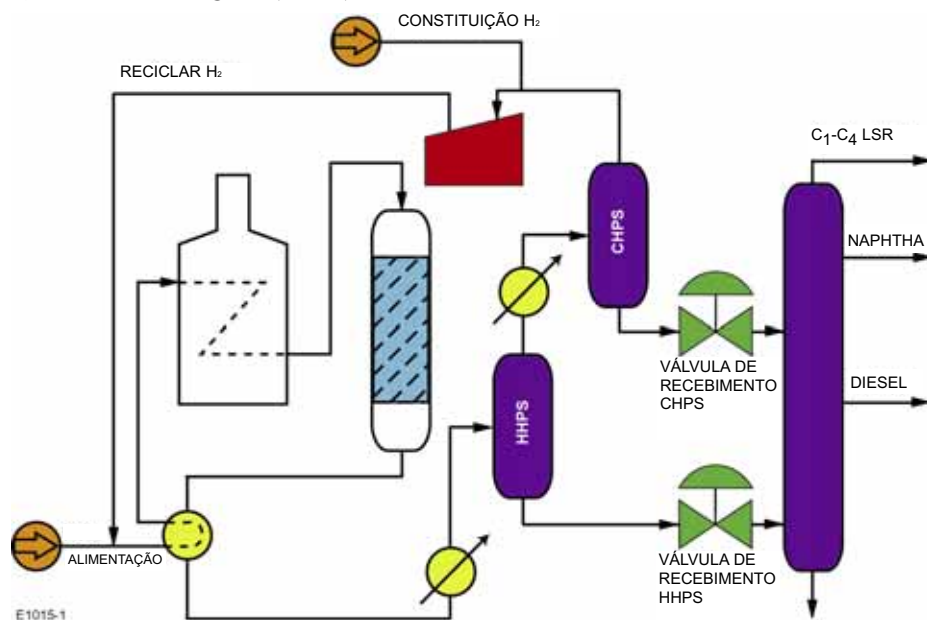 CONSTITUIÇÃO H₂
RECICLAR H₂
C₁-C₄ LSR
CHPS
NAPHTHA
VÁLVULA DE
RECEBIMENTO
CHPS
DIESEL
HHPS
ALIMENTAÇÃO
VÁLVULA DE
RECEBIMENTO
HHPS
E1015-1